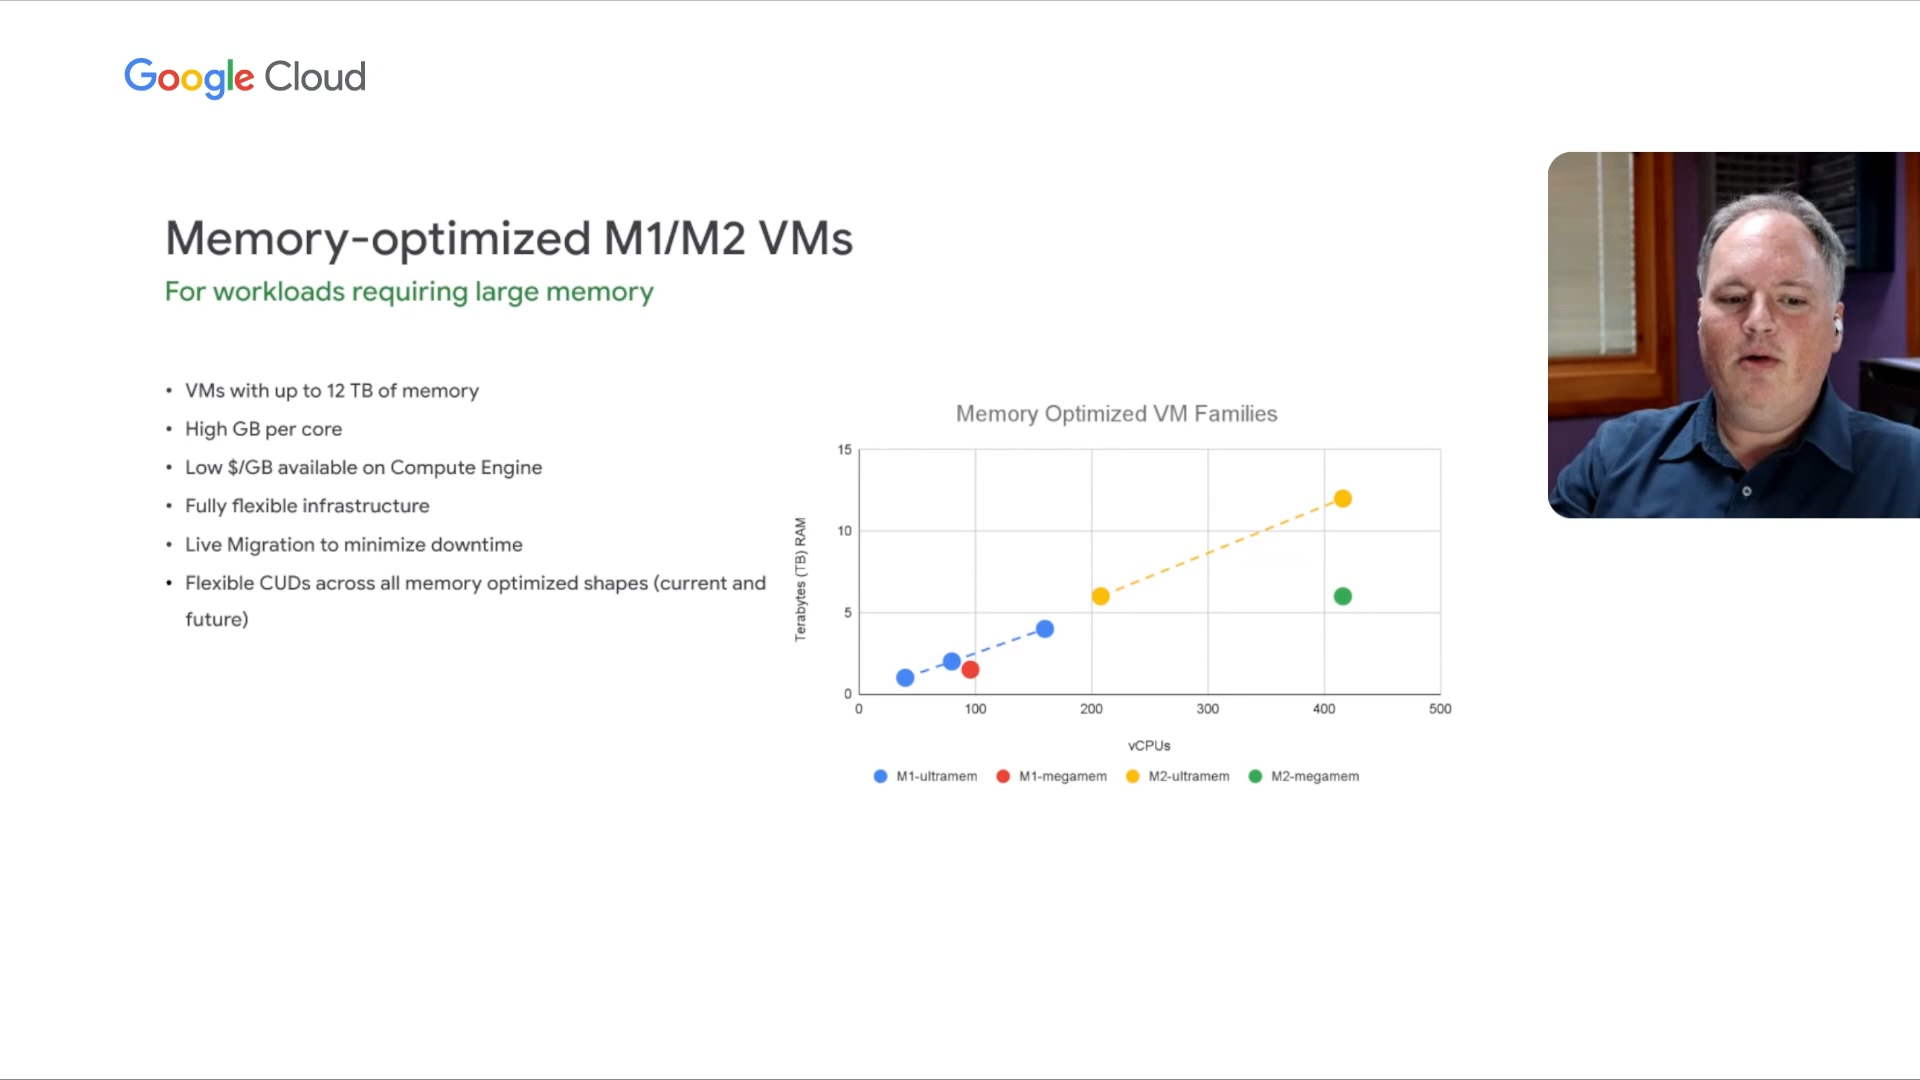 Google Cloud
Memory-optimized M1/M2 VMs
For workloads requiring large memory
• VMs with up to 12 TB of memory
• High GB per core
• Low $/GB available on Compute Engine
• Fully flexible infrastructure
• Live Migration to minimize downtime
• Flexible CUDs across all memory optimized shapes (current and
future)
Memory Optimized VM Families
Terabytes (TB) RAM
15
10
5
0
0 100 200 300 400 500
vCPUs
M1-ultramem M1-megamem M2-ultramem M2-megamem